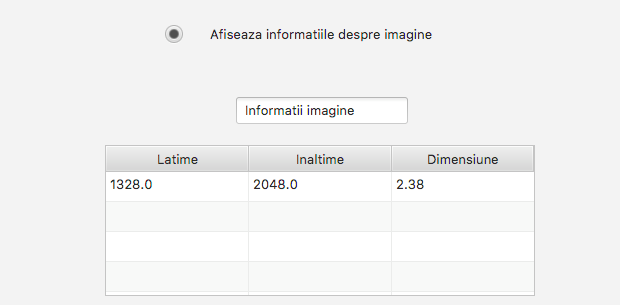 Afiseaza informatiile despre imagine
Informatii imagine
Latime Inaltime Dimensiune
1328.0 2048.0 2.38